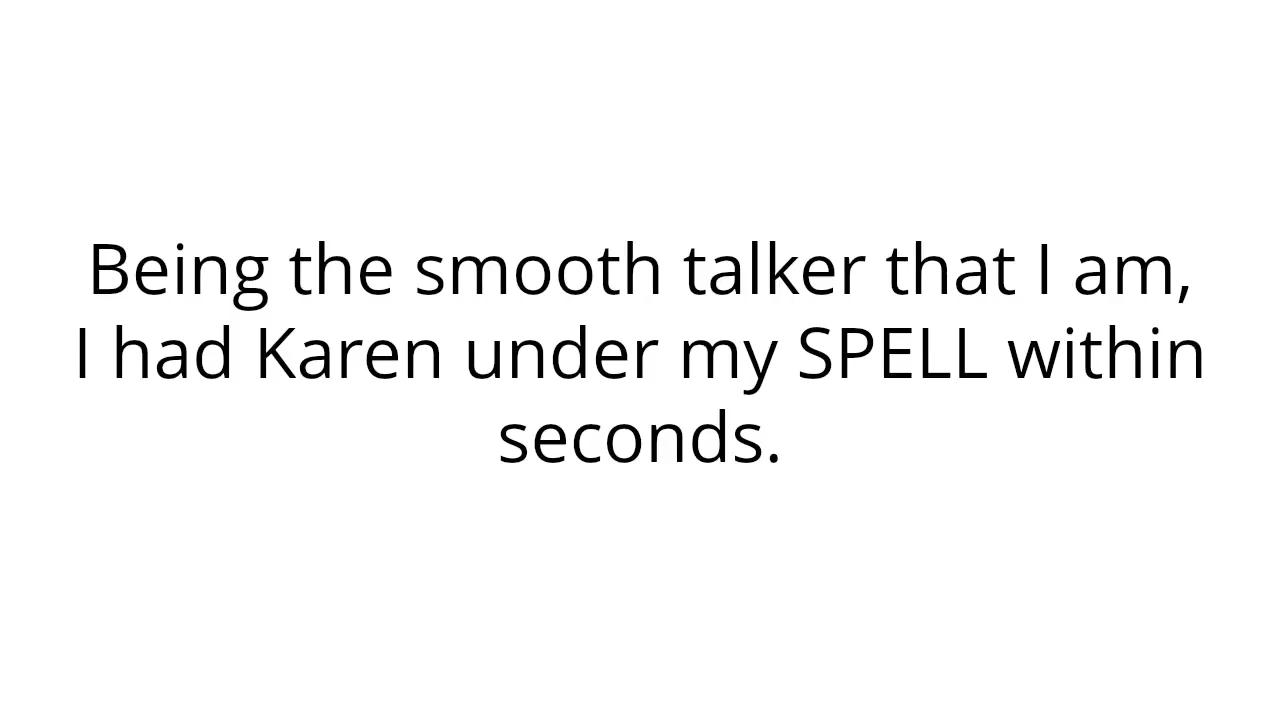 Being the smooth talker that I am,
I had Karen under my SPELL within
seconds.